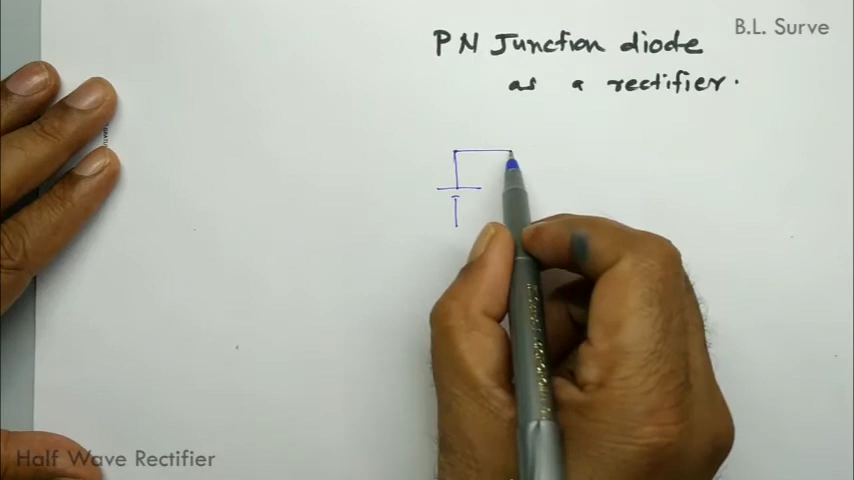 B.L. Surve
PN Junction diode
as a rectifier.
Half Wave Rectifier